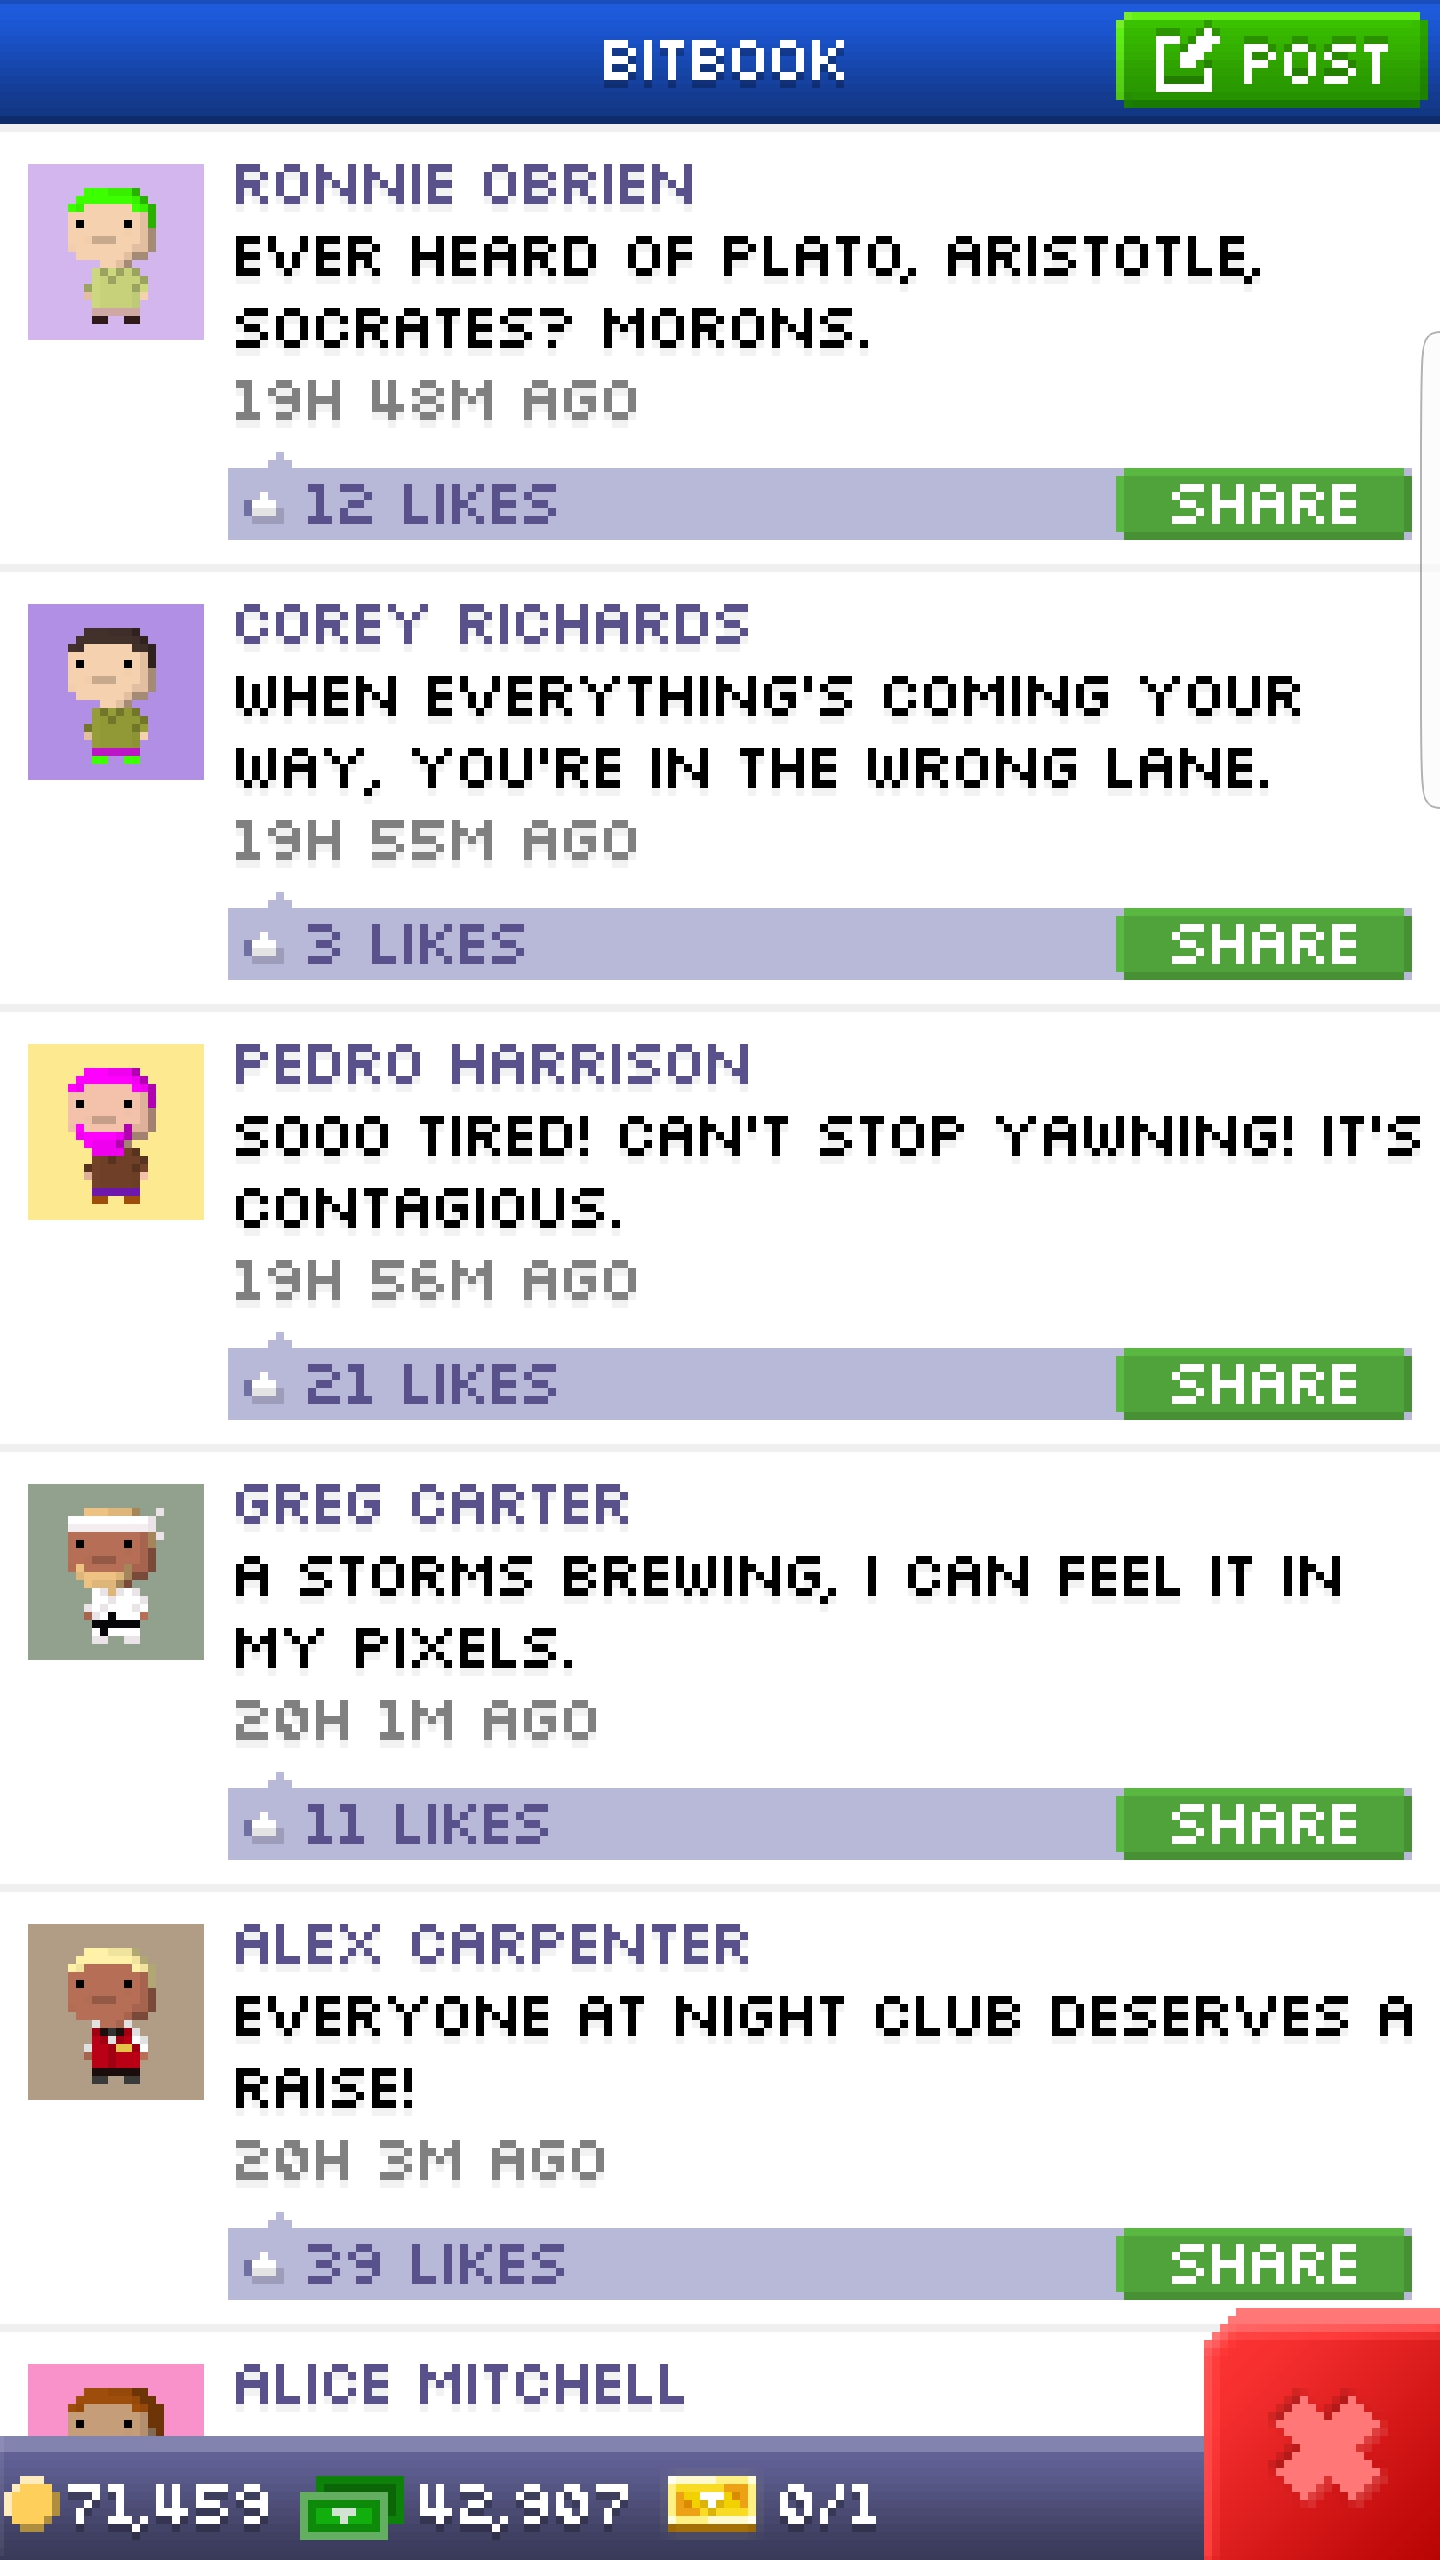 BITBOOK
POST
RONNIE OBRIEN
EVER HEARD OF PLATO, ARISTOTLE,
SOCRATES? MORONS.
19H 48M AGO
12 LIKES SHARE
COREY RICHARDS
WHEN EVERYTHING'S COMING YOUR
WAY, YOU'RE IN THE WRONG LANE.
19H 55M AGO
3 LIKES SHARE
PEDRO HARRISON
SOOO TIRED! CAN'T STOP YAWNING! IT'S
CONTAGIOUS.
19H 56M AGO
21 LIKES SHARE
GREG CARTER
A STORMS BREWING, I CAN FEEL IT IN
MY PIXELS.
20H 1M AGO
11 LIKES SHARE
ALEX CARPENTER
EVERYONE AT NIGHT CLUB DESERVES A
RAISE!
20H 3M AGO
39 LIKES SHARE
ALICE MITCHELL
71,459 42,907 0/1